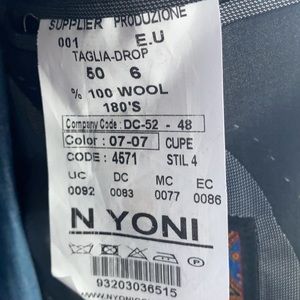 SUPPLIER PRODUZIONE
001 E.U
TAGLIA-DROP
50 6
% 100 WOOL
180'S
Company Code : DC-52 - 48
Color : 07-07 CUPE
CODE : 4571 STIL 4
UC DC MC EC
0092 0083 0077 0086
N YONI
93203036515